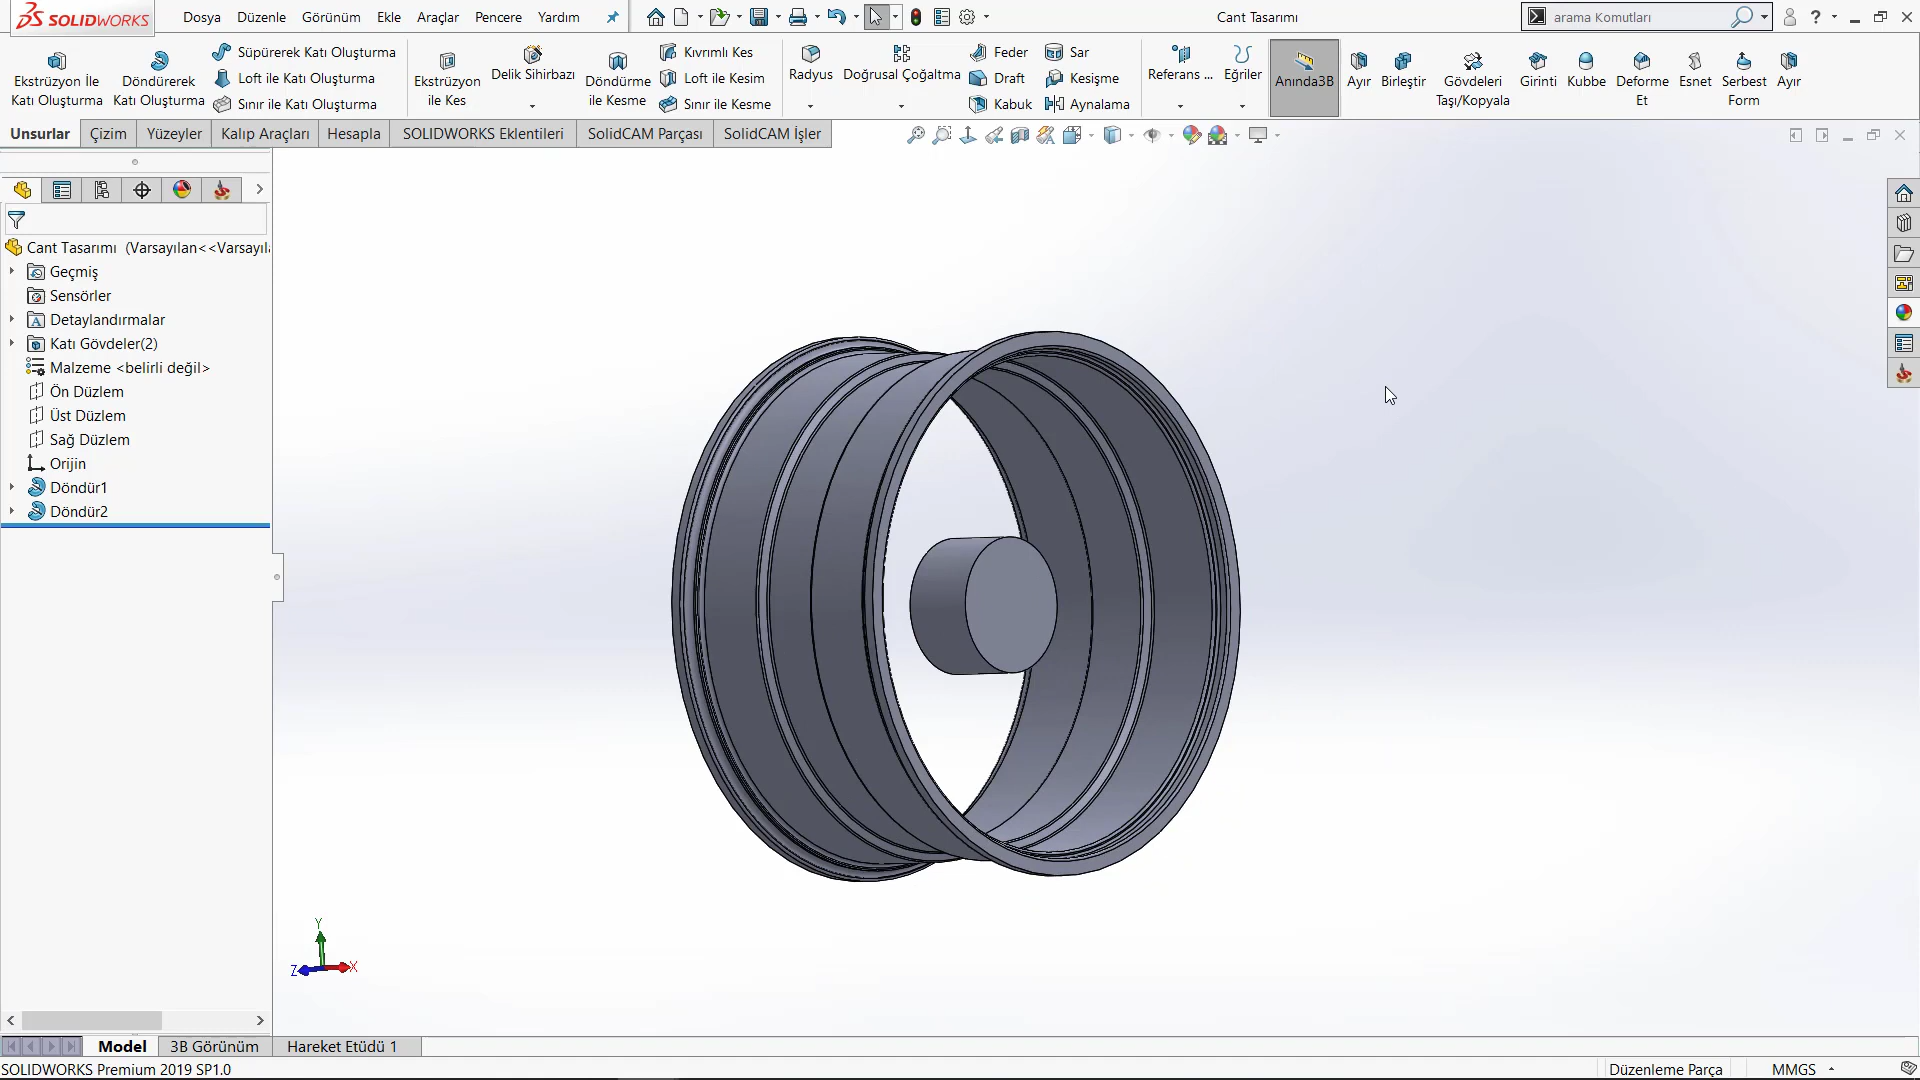 SOLIDWORKS Dosya Düzenle Görünüm Ekle Araçlar Pencere Yardım Cant Tasarımı arama Komutları ?
Ekstrüzyon İle Katı Oluşturma
Döndürerek Katı Oluşturma
Süpürerek Katı Oluşturma
Loft ile Katı Oluşturma
Sınır ile Katı Oluşturma
Ekstrüzyon ile Kes
Delik Sihirbazı
Döndürme ile Kesme
Kıvrımlı Kes
Loft ile Kesim
Sınır ile Kesme
Radyus
Doğrusal Çoğaltma
Feder
Draft
Kabuk
Sar
Kesişme
Aynalama
Referans ...
Eğriler
Anında3B
Ayır
Birleştir
Gövdeleri Taşı/Kopyala
Girinti
Kubbe
Deforme Et
Esnet
Serbest Form
Ayır
Unsurlar Çizim Yüzeyler Kalıp Araçları Hesapla SOLIDWORKS Eklentileri SolidCAM Parçası SolidCAM İşler
Cant Tasarımı (Varsayılan<<Varsayıla
Geçmiş
Sensörler
Detaylandırmalar
Katı Gövdeler(2)
Malzeme <belirli değil>
Ön Düzlem
Üst Düzlem
Sağ Düzlem
Orijin
Döndür1
Döndür2
Y
Z X
Model 3B Görünüm Hareket Etüdü 1
SOLIDWORKS Premium 2019 SP1.0 Düzenleme Parça MMGS